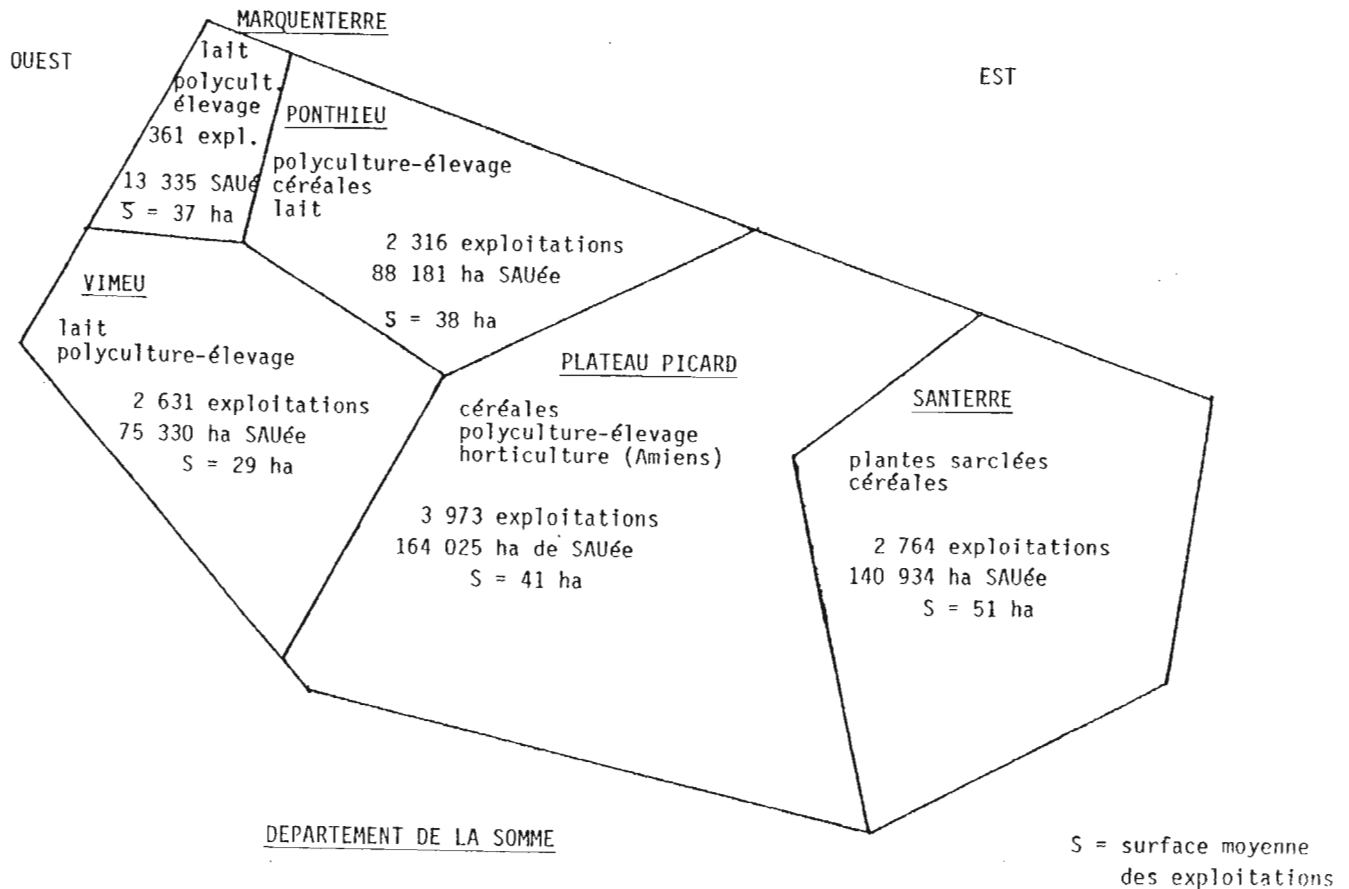 MARQUENTERRE
OUEST
EST
lait
polycult.
élevage
361 expl.
13 335 SAUé
S = 37 ha
PONTHIEU
polyculture-élevage
céréales
lait
2 316 exploitations
88 181 ha SAUée
S = 38 ha
VIMEU
lait
polyculture-élevage
2 631 exploitations
75 330 ha SAUée
S = 29 ha
PLATEAU PICARD
céréales
polyculture-élevage
horticulture (Amiens)
3 973 exploitations
164 025 ha de SAUée
S = 41 ha
SANTERRE
plantes sarclées
céréales
2 764 exploitations
140 934 ha SAUée
S = 51 ha
DEPARTEMENT DE LA SOMME
S = surface moyenne
des exploitations